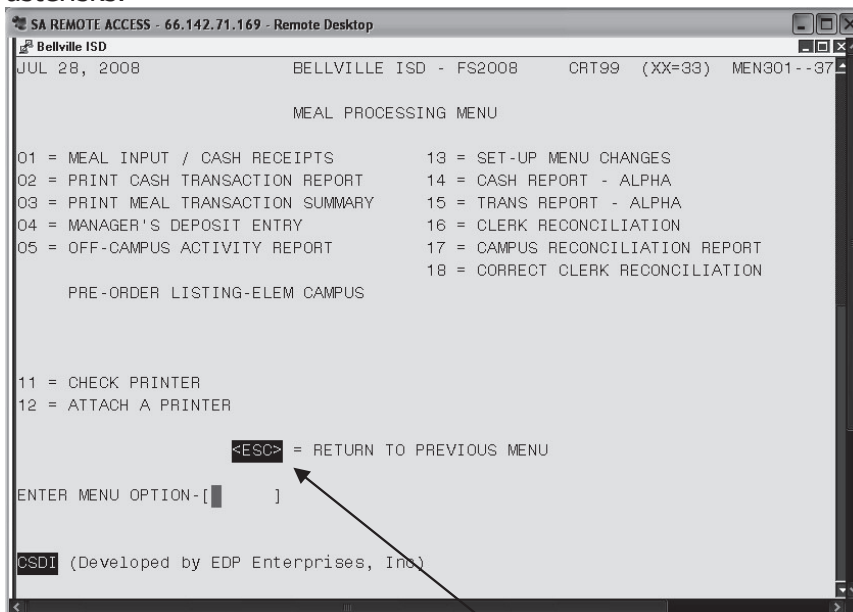 asterisks.
SA REMOTE ACCESS - 66.142.71.169 - Remote Desktop
Bellville ISD
JUL 28, 2008 BELLVILLE ISD - FS2008 CRT99 (XX=33) MEN301--37
MEAL PROCESSING MENU
01 = MEAL INPUT / CASH RECEIPTS 13 = SET-UP MENU CHANGES
02 = PRINT CASH TRANSACTION REPORT 14 = CASH REPORT - ALPHA
03 = PRINT MEAL TRANSACTION SUMMARY 15 = TRANS REPORT - ALPHA
04 = MANAGER'S DEPOSIT ENTRY 16 = CLERK RECONCILIATION
05 = OFF-CAMPUS ACTIVITY REPORT 17 = CAMPUS RECONCILIATION REPORT
18 = CORRECT CLERK RECONCILIATION
PRE-ORDER LISTING-ELEM CAMPUS
11 = CHECK PRINTER
12 = ATTACH A PRINTER
<ESC> = RETURN TO PREVIOUS MENU
ENTER MENU OPTION-[ ]
CSDI (Developed by EDP Enterprises, Inc)